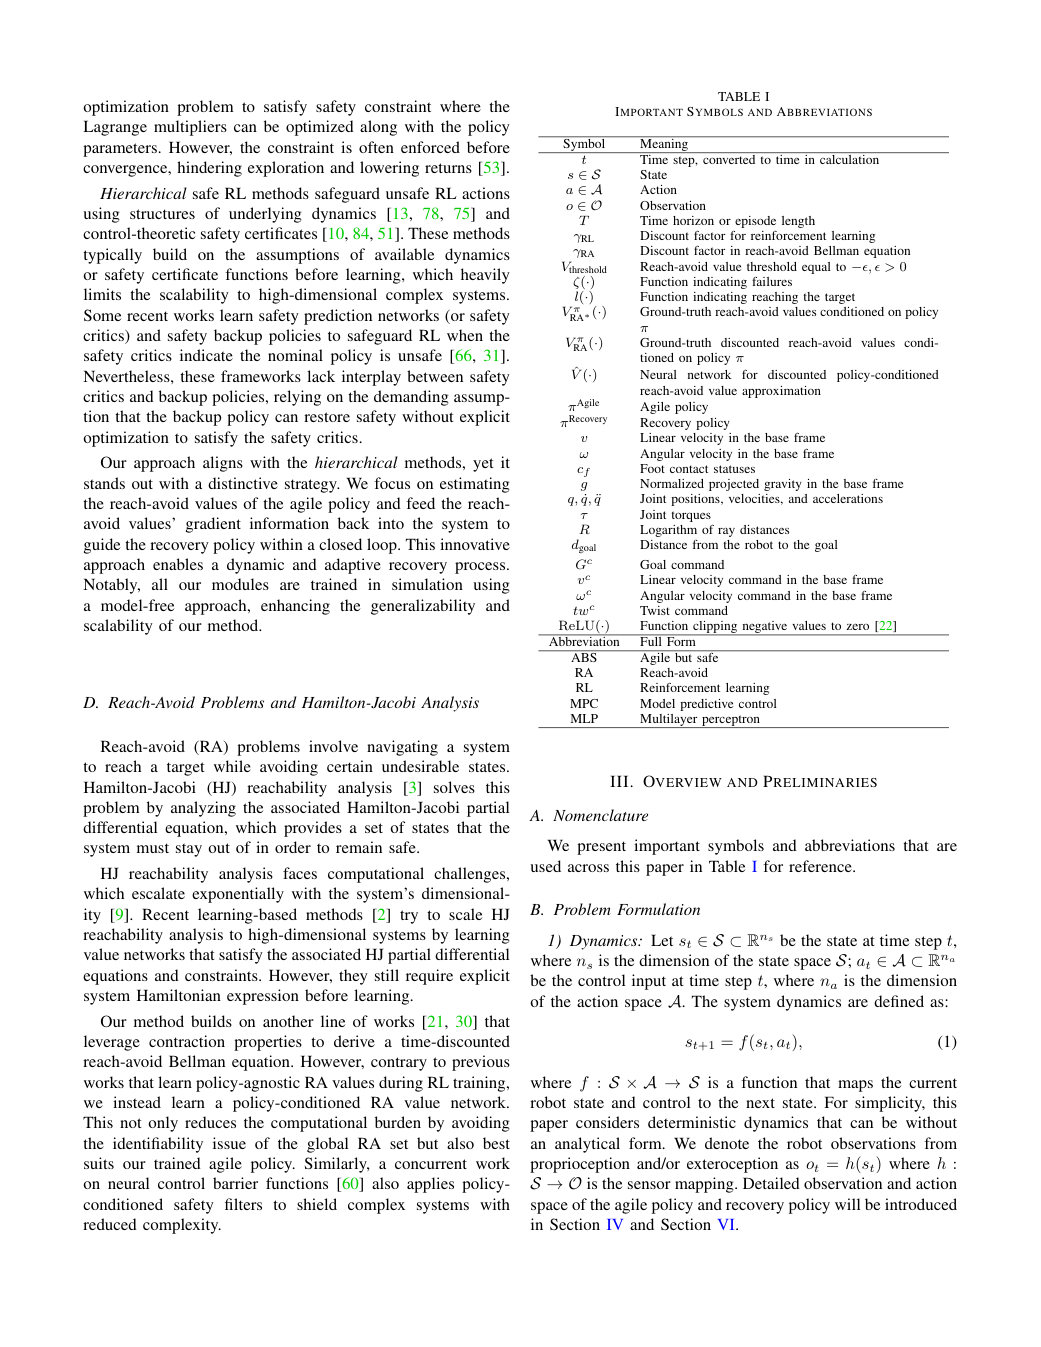 optimization problem to satisfy safety constraint where the
Lagrange multipliers can be optimized along with the policy
parameters. However, the constraint is often enforced before
convergence, hindering exploration and lowering returns [53].
Hierarchical safe RL methods safeguard unsafe RL actions
using structures of underlying dynamics [13, 78, 75] and
control-theoretic safety certificates [10, 84, 51]. These methods
typically build on the assumptions of available dynamics
or safety certificate functions before learning, which heavily
limits the scalability to high-dimensional complex systems.
Some recent works learn safety prediction networks (or safety
critics) and safety backup policies to safeguard RL when the
safety critics indicate the nominal policy is unsafe [66, 31].
Nevertheless, these frameworks lack interplay between safety
critics and backup policies, relying on the demanding assump-
tion that the backup policy can restore safety without explicit
optimization to satisfy the safety critics.
Our approach aligns with the hierarchical methods, yet it
stands out with a distinctive strategy. We focus on estimating
the reach-avoid values of the agile policy and feed the reach-
avoid values' gradient information back into the system to
guide the recovery policy within a closed loop. This innovative
approach enables a dynamic and adaptive recovery process.
Notably, all our modules are trained in simulation using
a model-free approach, enhancing the generalizability and
scalability of our method.
D. Reach-Avoid Problems and Hamilton-Jacobi Analysis
Reach-avoid (RA) problems involve navigating a system
to reach a target while avoiding certain undesirable states.
Hamilton-Jacobi (HJ) reachability analysis [3] solves this
problem by analyzing the associated Hamilton-Jacobi partial
differential equation, which provides a set of states that the
system must stay out of in order to remain safe.
HJ reachability analysis faces computational challenges,
which escalate exponentially with the system's dimensional-
ity [9]. Recent learning-based methods [2] try to scale HJ
reachability analysis to high-dimensional systems by learning
value networks that satisfy the associated HJ partial differential
equations and constraints. However, they still require explicit
system Hamiltonian expression before learning.
Our method builds on another line of works [21, 30] that
leverage contraction properties to derive a time-discounted
reach-avoid Bellman equation. However, contrary to previous
works that learn policy-agnostic RA values during RL training,
we instead learn a policy-conditioned RA value network.
This not only reduces the computational burden by avoiding
the identifiability issue of the global RA set but also best
suits our trained agile policy. Similarly, a concurrent work
on neural control barrier functions [60] also applies policy-
conditioned safety filters to shield complex systems with
reduced complexity.
TABLE I
IMPORTANT SYMBOLS AND ABBREVIATIONS
Symbol Meaning
t Time step, converted to time in calculation
s ∈ 𝒮 State
a ∈ 𝒜 Action
o ∈ 𝒪 Observation
T Time horizon or episode length
γ_RL Discount factor for reinforcement learning
γ_RA Discount factor in reach-avoid Bellman equation
V_threshold Reach-avoid value threshold equal to −ϵ, ϵ > 0
ζ(·) Function indicating failures
l(·) Function indicating reaching the target
V^π_RA*(·) Ground-truth reach-avoid values conditioned on policy
π
V^π_RA(·) Ground-truth discounted reach-avoid values condi-
tioned on policy π
V̂(·) Neural network for discounted policy-conditioned
reach-avoid value approximation
π^Agile Agile policy
π^Recovery Recovery policy
v Linear velocity in the base frame
ω Angular velocity in the base frame
c_f Foot contact statuses
g Normalized projected gravity in the base frame
q, q̇, q̈ Joint positions, velocities, and accelerations
τ Joint torques
R Logarithm of ray distances
d_goal Distance from the robot to the goal
G^c Goal command
v^c Linear velocity command in the base frame
ω^c Angular velocity command in the base frame
tw^c Twist command
ReLU(·) Function clipping negative values to zero [22]
Abbreviation Full Form
ABS Agile but safe
RA Reach-avoid
RL Reinforcement learning
MPC Model predictive control
MLP Multilayer perceptron
III. OVERVIEW AND PRELIMINARIES
A. Nomenclature
We present important symbols and abbreviations that are
used across this paper in Table I for reference.
B. Problem Formulation
1) Dynamics: Let s_t ∈ 𝒮 ⊂ ℝ^{n_s} be the state at time step t,
where n_s is the dimension of the state space 𝒮; a_t ∈ 𝒜 ⊂ ℝ^{n_a}
be the control input at time step t, where n_a is the dimension
of the action space 𝒜. The system dynamics are defined as:
s_{t+1} = f(s_t, a_t), (1)
where f : 𝒮 × 𝒜 → 𝒮 is a function that maps the current
robot state and control to the next state. For simplicity, this
paper considers deterministic dynamics that can be without
an analytical form. We denote the robot observations from
proprioception and/or exteroception as o_t = h(s_t) where h :
𝒮 → 𝒪 is the sensor mapping. Detailed observation and action
space of the agile policy and recovery policy will be introduced
in Section IV and Section VI.